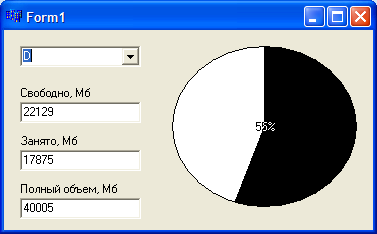 Form1
D
Свободно, Мб
22129
55%
Занято, Мб
17875
Полный объем, Мб
40005